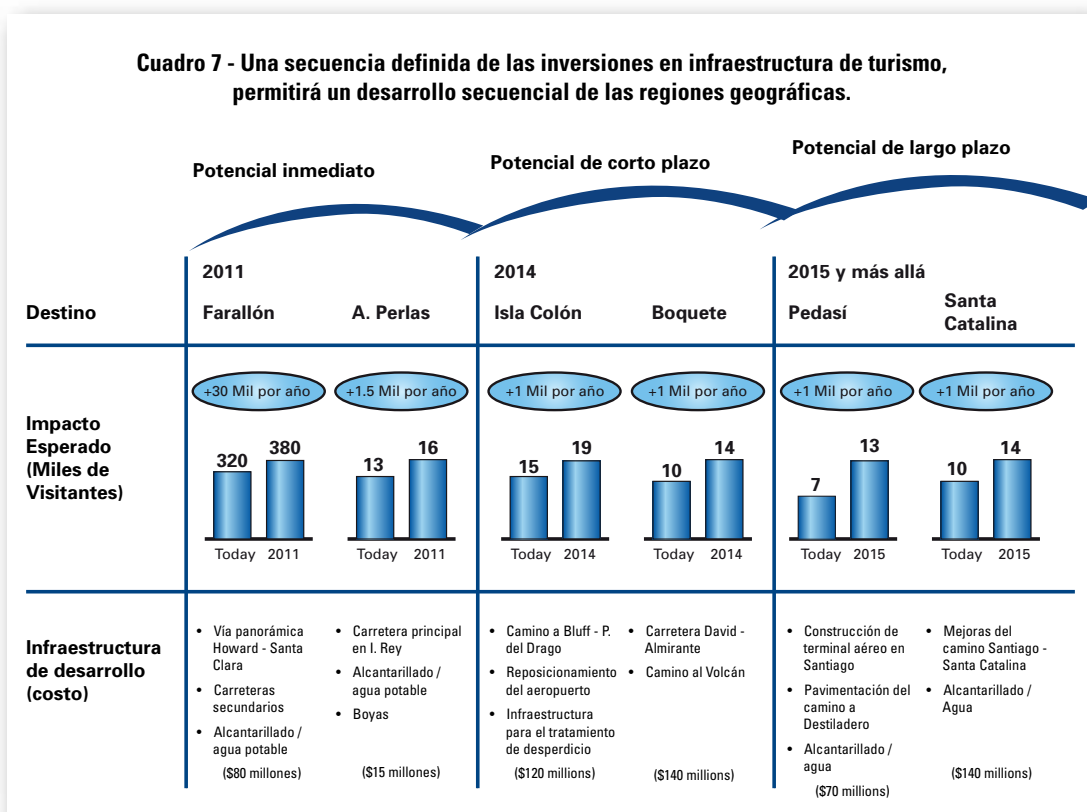 Cuadro 7 - Una secuencia definida de las inversiones en infraestructura de turismo,
permitirá un desarrollo secuencial de las regiones geográficas.
Potencial inmediato
Potencial de corto plazo
Potencial de largo plazo
2011
2014
2015 y más allá
Destino
Farallón
A. Perlas
Isla Colón
Boquete
Pedasí
Santa
Catalina
Impacto
Esperado
(Miles de
Visitantes)
+30 Mil por año
+1.5 Mil por año
+1 Mil por año
+1 Mil por año
+1 Mil por año
+1 Mil por año
320
380
13
16
15
19
10
14
7
13
10
14
Today 2011
Today 2011
Today 2014
Today 2014
Today 2015
Today 2015
Infraestructura
de desarrollo
(costo)
• Vía panorámica
Howard - Santa
Clara
• Carreteras
secundarios
• Alcantarillado /
agua potable
($80 millones)
• Carretera principal
en I. Rey
• Alcantarillado /
agua potable
• Boyas
($15 millones)
• Camino a Bluff - P.
del Drago
• Reposicionamiento
del aeropuerto
• Infraestructura
para el tratamiento
de desperdicio
($120 millions)
• Carretera David -
Almirante
• Camino al Volcán
($140 millions)
• Construcción de
terminal aéreo en
Santiago
• Pavimentación del
camino a
Destiladero
• Alcantarillado /
agua
($70 millions)
• Mejoras del
camino Santiago -
Santa Catalina
• Alcantarillado /
Agua
($140 millions)